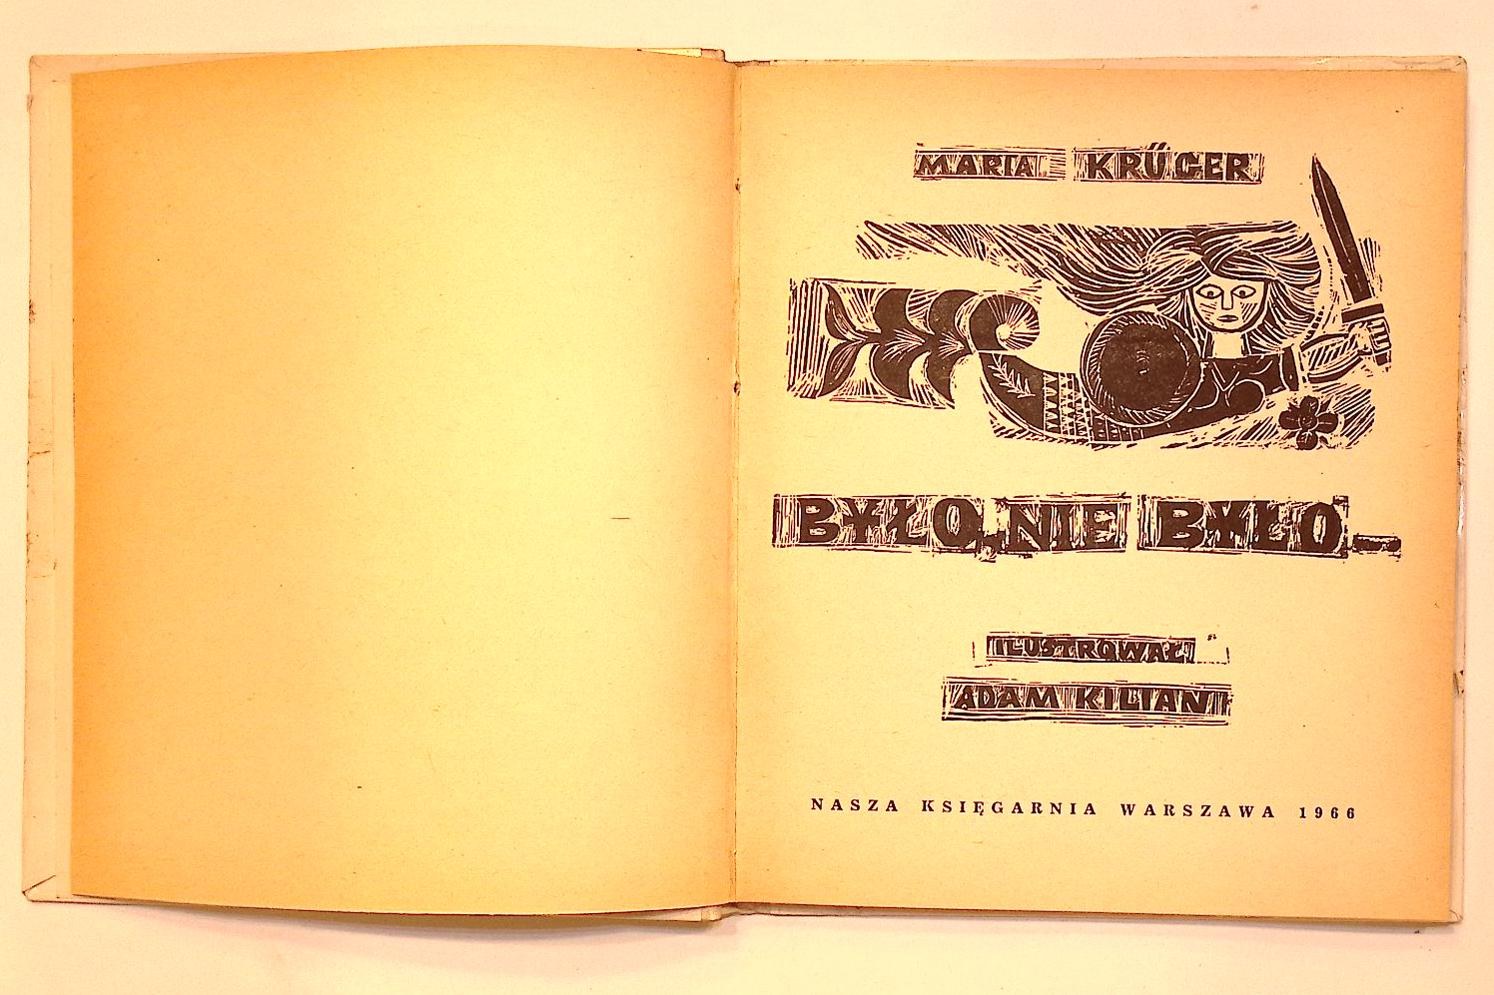 MARIA KRÜGER
BYŁO, NIE BYŁO...
ILUSTROWAŁ
ADAM KILIAN
NASZA KSIĘGARNIA WARSZAWA 1966